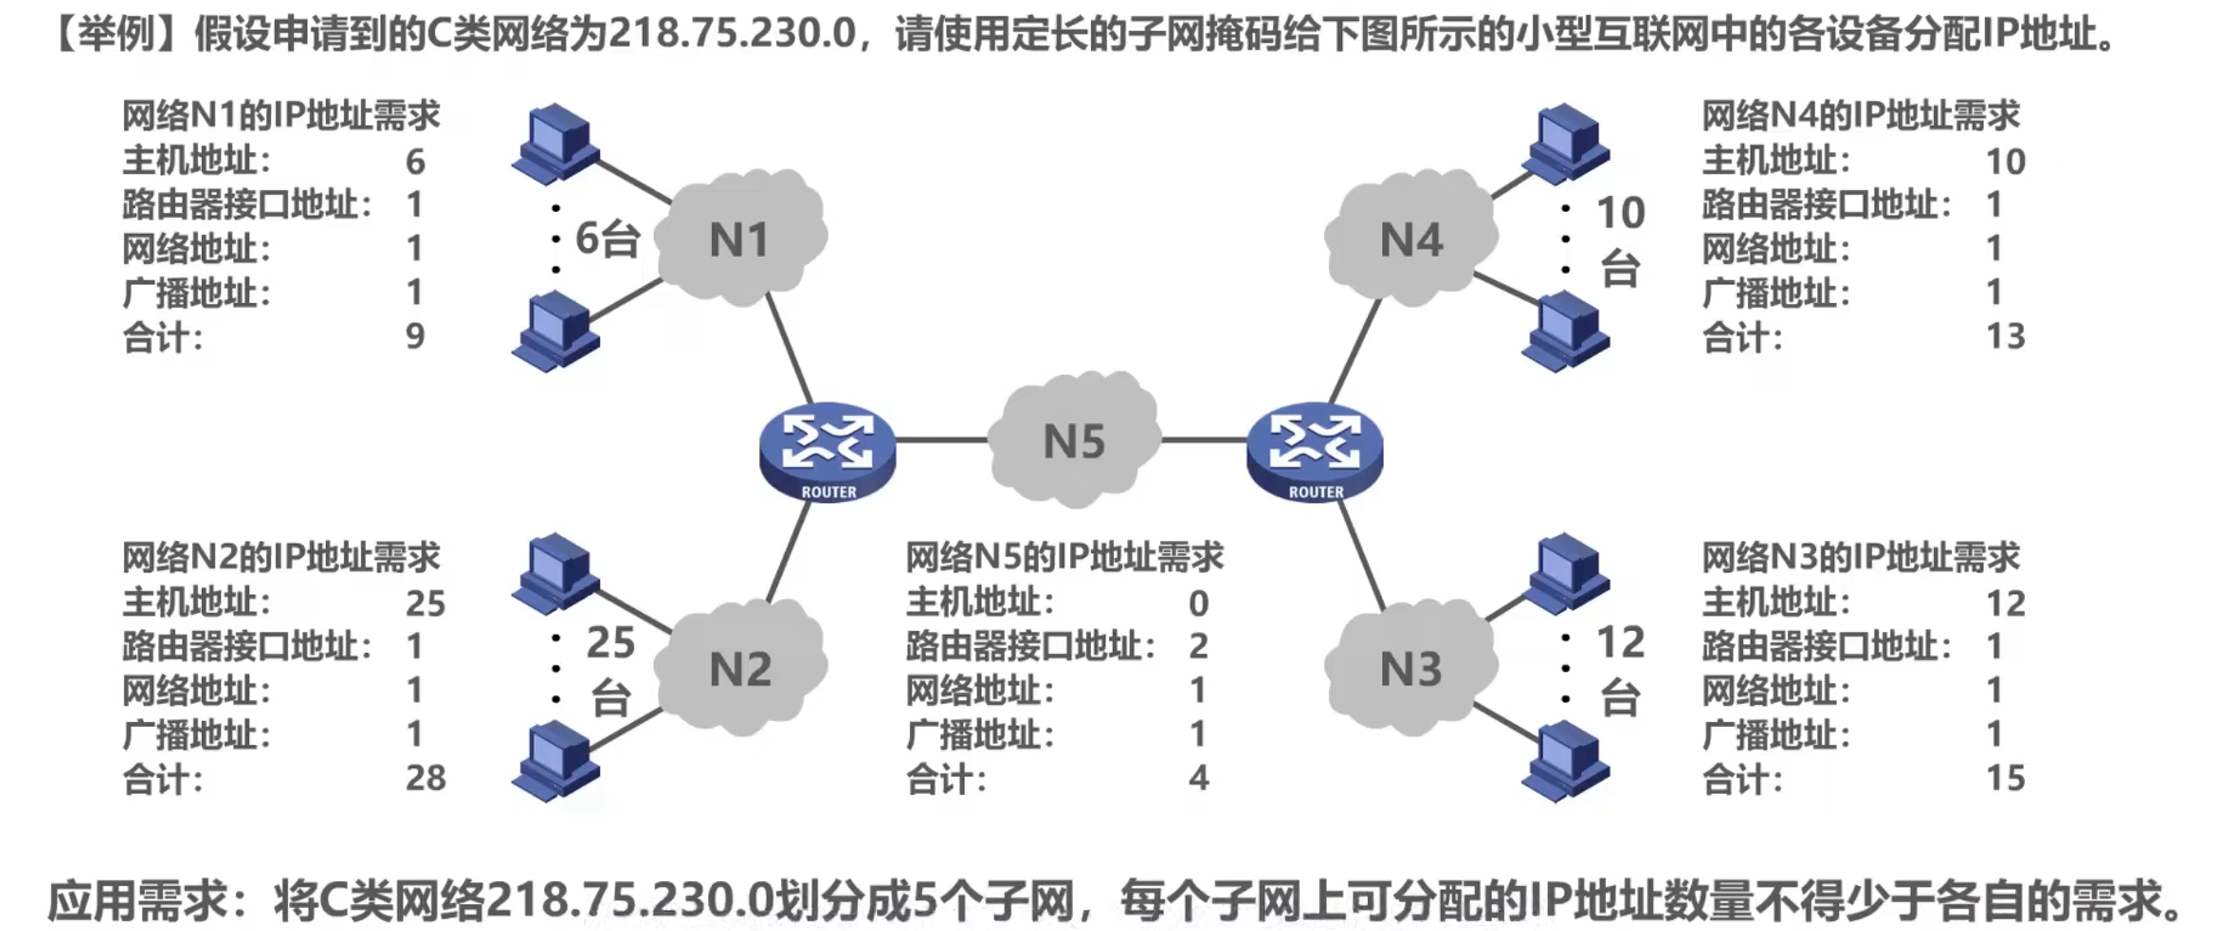 【举例】假设申请到的C类网络为218.75.230.0，请使用定长的子网掩码给下图所示的小型互联网中的各设备分配IP地址。
网络N1的IP地址需求
主机地址： 6
路由器接口地址： 1
网络地址： 1
广播地址： 1
合计： 9
6台
N1
N4
10
台
网络N4的IP地址需求
主机地址： 10
路由器接口地址： 1
网络地址： 1
广播地址： 1
合计： 13
ROUTER
N5
ROUTER
网络N2的IP地址需求
主机地址： 25
路由器接口地址： 1
网络地址： 1
广播地址： 1
合计： 28
25
台
N2
网络N5的IP地址需求
主机地址： 0
路由器接口地址： 2
网络地址： 1
广播地址： 1
合计： 4
N3
12
台
网络N3的IP地址需求
主机地址： 12
路由器接口地址： 1
网络地址： 1
广播地址： 1
合计： 15
应用需求：将C类网络218.75.230.0划分成5个子网，每个子网上可分配的IP地址数量不得少于各自的需求。